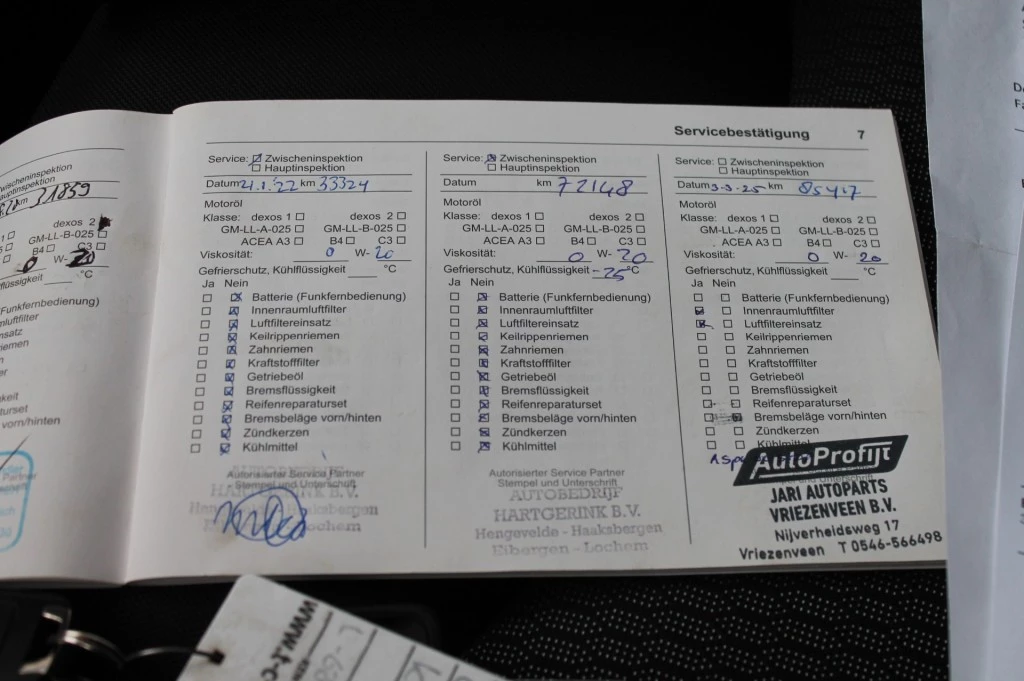 Servicebestätigung 7
Zwischeninspektion
Hauptinspektion
km 31839
dexos 2
GM-LL-B-025
B4 C3
0 W-20
flüssigkeit °C
(Funkfernbedienung)
vorn/hinten
Service: Zwischeninspektion
Hauptinspektion
Datum 21.1.22 km 33324
Motoröl
Klasse: dexos 1 dexos 2
GM-LL-A-025 GM-LL-B-025
ACEA A3 B4 C3
Viskosität: 0 W- 20
Gefrierschutz, Kühlflüssigkeit °C
Ja Nein
Batterie (Funkfernbedienung)
Innenraumluftfilter
Luftfiltereinsatz
Keilrippenriemen
Zahnriemen
Kraftstofffilter
Getriebeöl
Bremsflüssigkeit
Reifenreparaturset
Bremsbeläge vorn/hinten
Zündkerzen
Kühlmittel
Autorisierter Service Partner
Stempel und Unterschrift
HARTGERINK B.V.
Service: Zwischeninspektion
Hauptinspektion
Datum km 72148
Motoröl
Klasse: dexos 1 dexos 2
GM-LL-A-025 GM-LL-B-025
ACEA A3 B4 C3
Viskosität: 0 W- 20
Gefrierschutz, Kühlflüssigkeit -25 °C
Ja Nein
Batterie (Funkfernbedienung)
Innenraumluftfilter
Luftfiltereinsatz
Keilrippenriemen
Zahnriemen
Kraftstofffilter
Getriebeöl
Bremsflüssigkeit
Reifenreparaturset
Bremsbeläge vorn/hinten
Zündkerzen
Kühlmittel
Autorisierter Service Partner
Stempel und Unterschrift
AUTOBEDRIJF
HARTGERINK B.V.
Hengevelde - Haaksbergen
Eibergen - Lochem
Service: Zwischeninspektion
Hauptinspektion
Datum 3-3-25 km 85417
Motoröl
Klasse: dexos 1 dexos 2
GM-LL-A-025 GM-LL-B-025
ACEA A3 B4 C3
Viskosität: 0 W- 20
Gefrierschutz, Kühlflüssigkeit °C
Ja Nein
Batterie (Funkfernbedienung)
Innenraumluftfilter
Luftfiltereinsatz
Keilrippenriemen
Zahnriemen
Kraftstofffilter
Getriebeöl
Bremsflüssigkeit
Reifenreparaturset
Bremsbeläge vorn/hinten
Zündkerzen
Kühlmittel
AutoProfijt
JARI AUTOPARTS
VRIEZENVEEN B.V.
Nijverheidsweg 17
Vriezenveen T 0546-566498